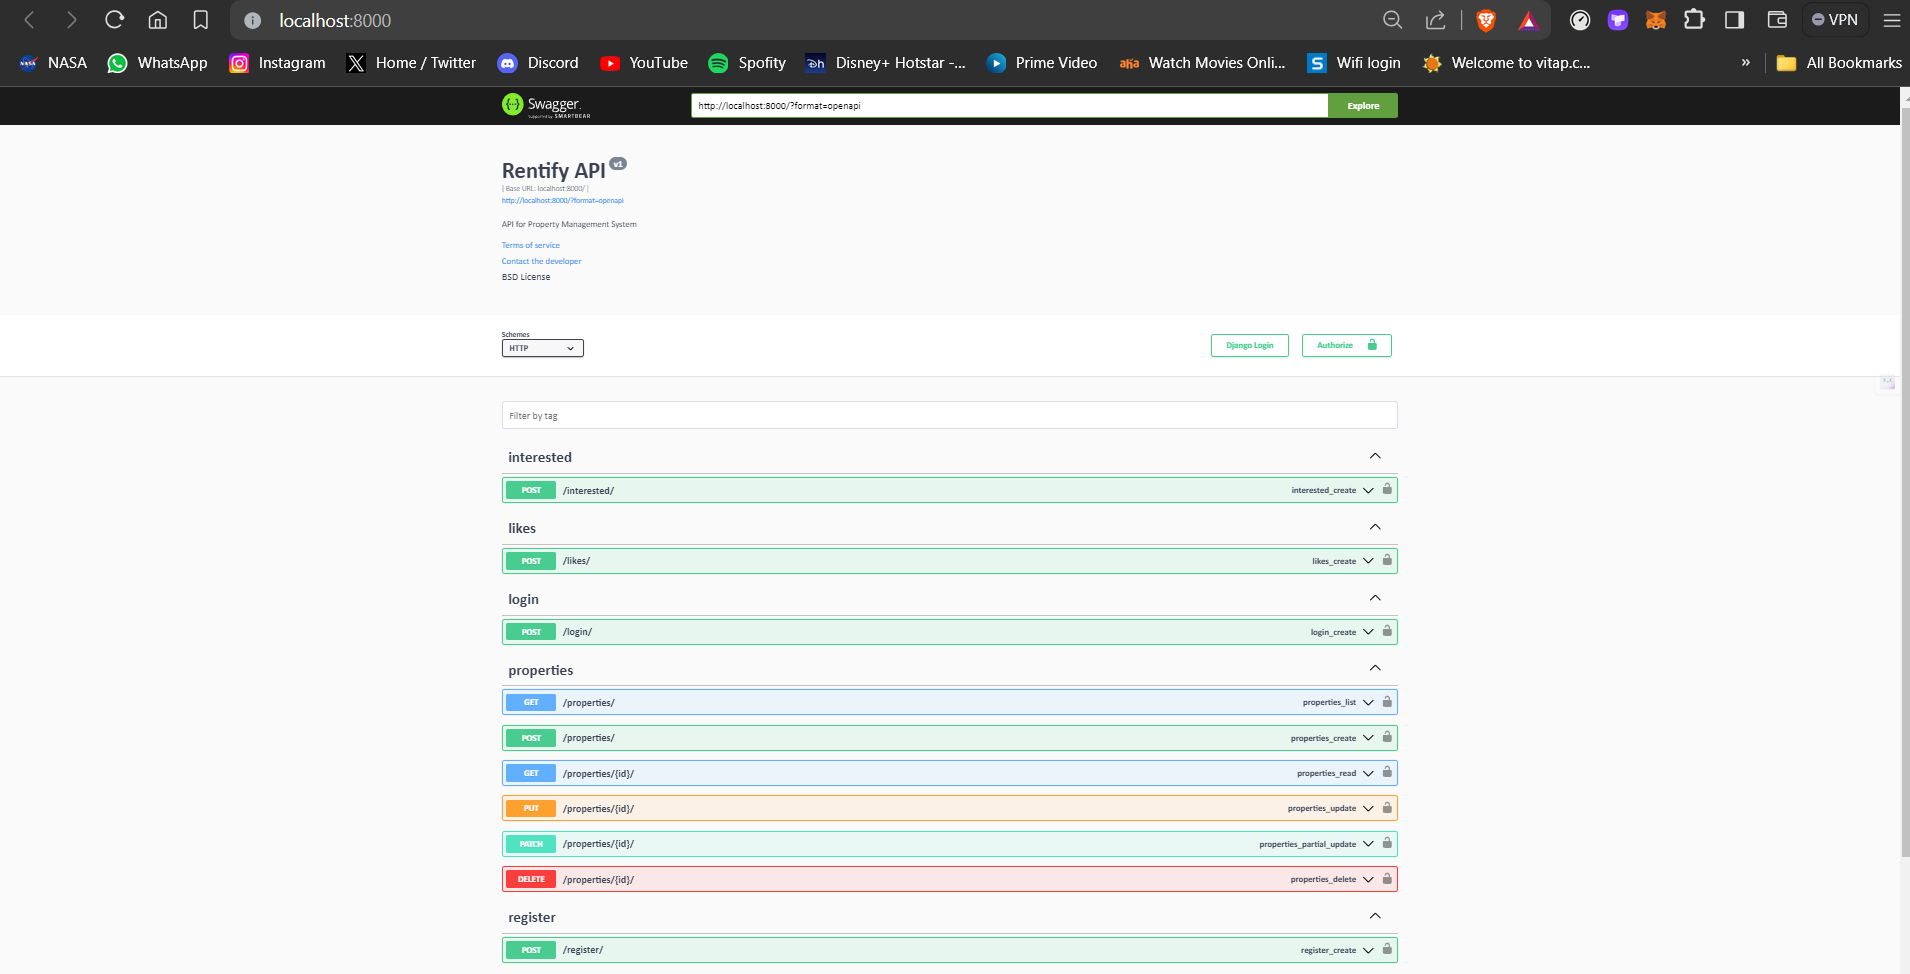 localhost:8000
VPN
NASA WhatsApp Instagram Home / Twitter Discord YouTube Spofity Disney+ Hotstar -... Prime Video Watch Movies Onli... Wifi login Welcome to vitap.c... » All Bookmarks
Swagger.
supported by SMARTBEAR
http://localhost:8000/?format=openapi
Explore
Rentify API v1
[ Base URL: localhost:8000/ ]
http://localhost:8000/?format=openapi
API for Property Management System
Terms of service
Contact the developer
BSD License
Schemes
HTTP
Django Login
Authorize
Filter by tag
interested
POST /interested/ interested_create
likes
POST /likes/ likes_create
login
POST /login/ login_create
properties
GET /properties/ properties_list
POST /properties/ properties_create
GET /properties/{id}/ properties_read
PUT /properties/{id}/ properties_update
PATCH /properties/{id}/ properties_partial_update
DELETE /properties/{id}/ properties_delete
register
POST /register/ register_create